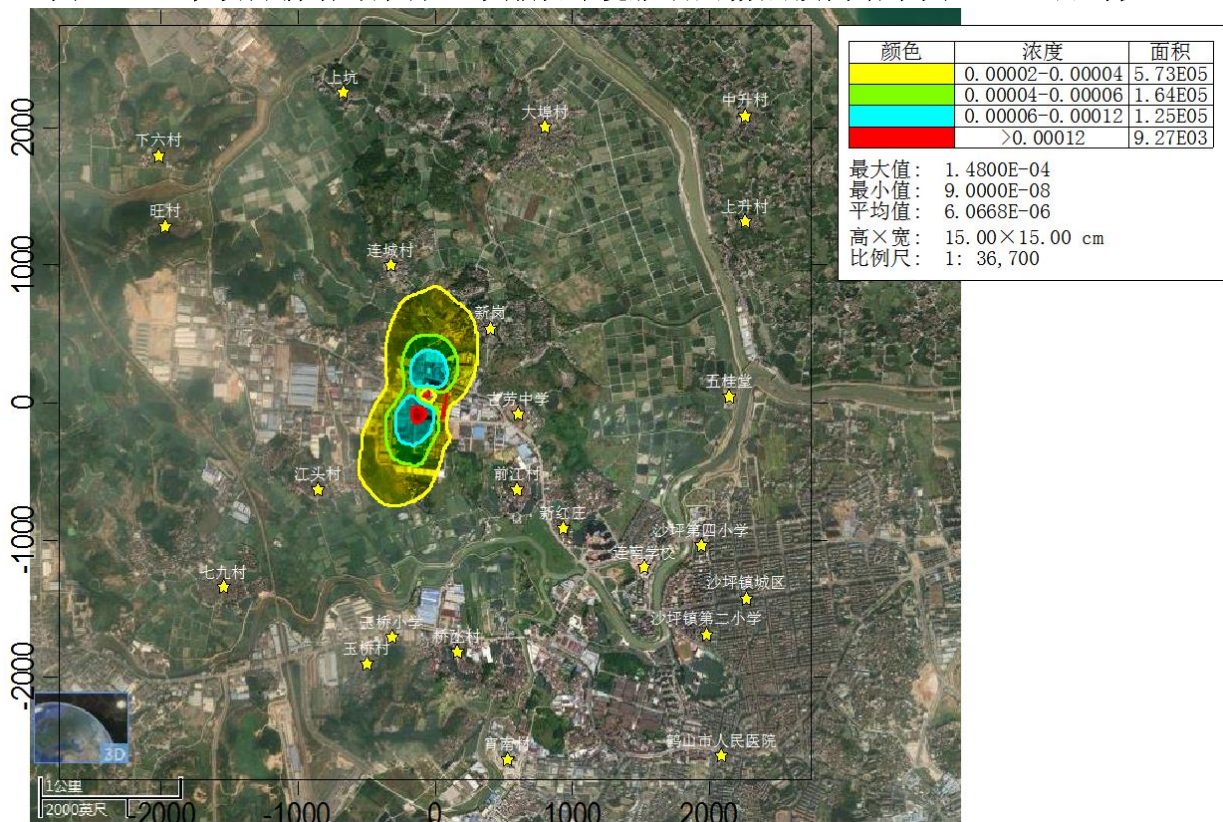 颜色 浓度 面积
0.00002-0.00004 5.73E05
0.00004-0.00006 1.64E05
0.00006-0.00012 1.25E05
>0.00012 9.27E03
最大值: 1.4800E-04
最小值: 9.0000E-08
平均值: 6.0668E-06
高×宽: 15.00×15.00 cm
比例尺: 1: 36,700
上坑
大埠村
中升村
下六村
旺村
上升村
连城村
新岗
五桂堂
古劳中学
江头村
前江村
新红庄
沙坪第四小学
沙坪镇城区
七九村
沙坪镇第二小学
玉桥小学
玉桥村
鹤山市人民医院
2000
1000
0
-1000
-2000
3D
1公里
2000英尺
-2000 -1000 0 1000 2000